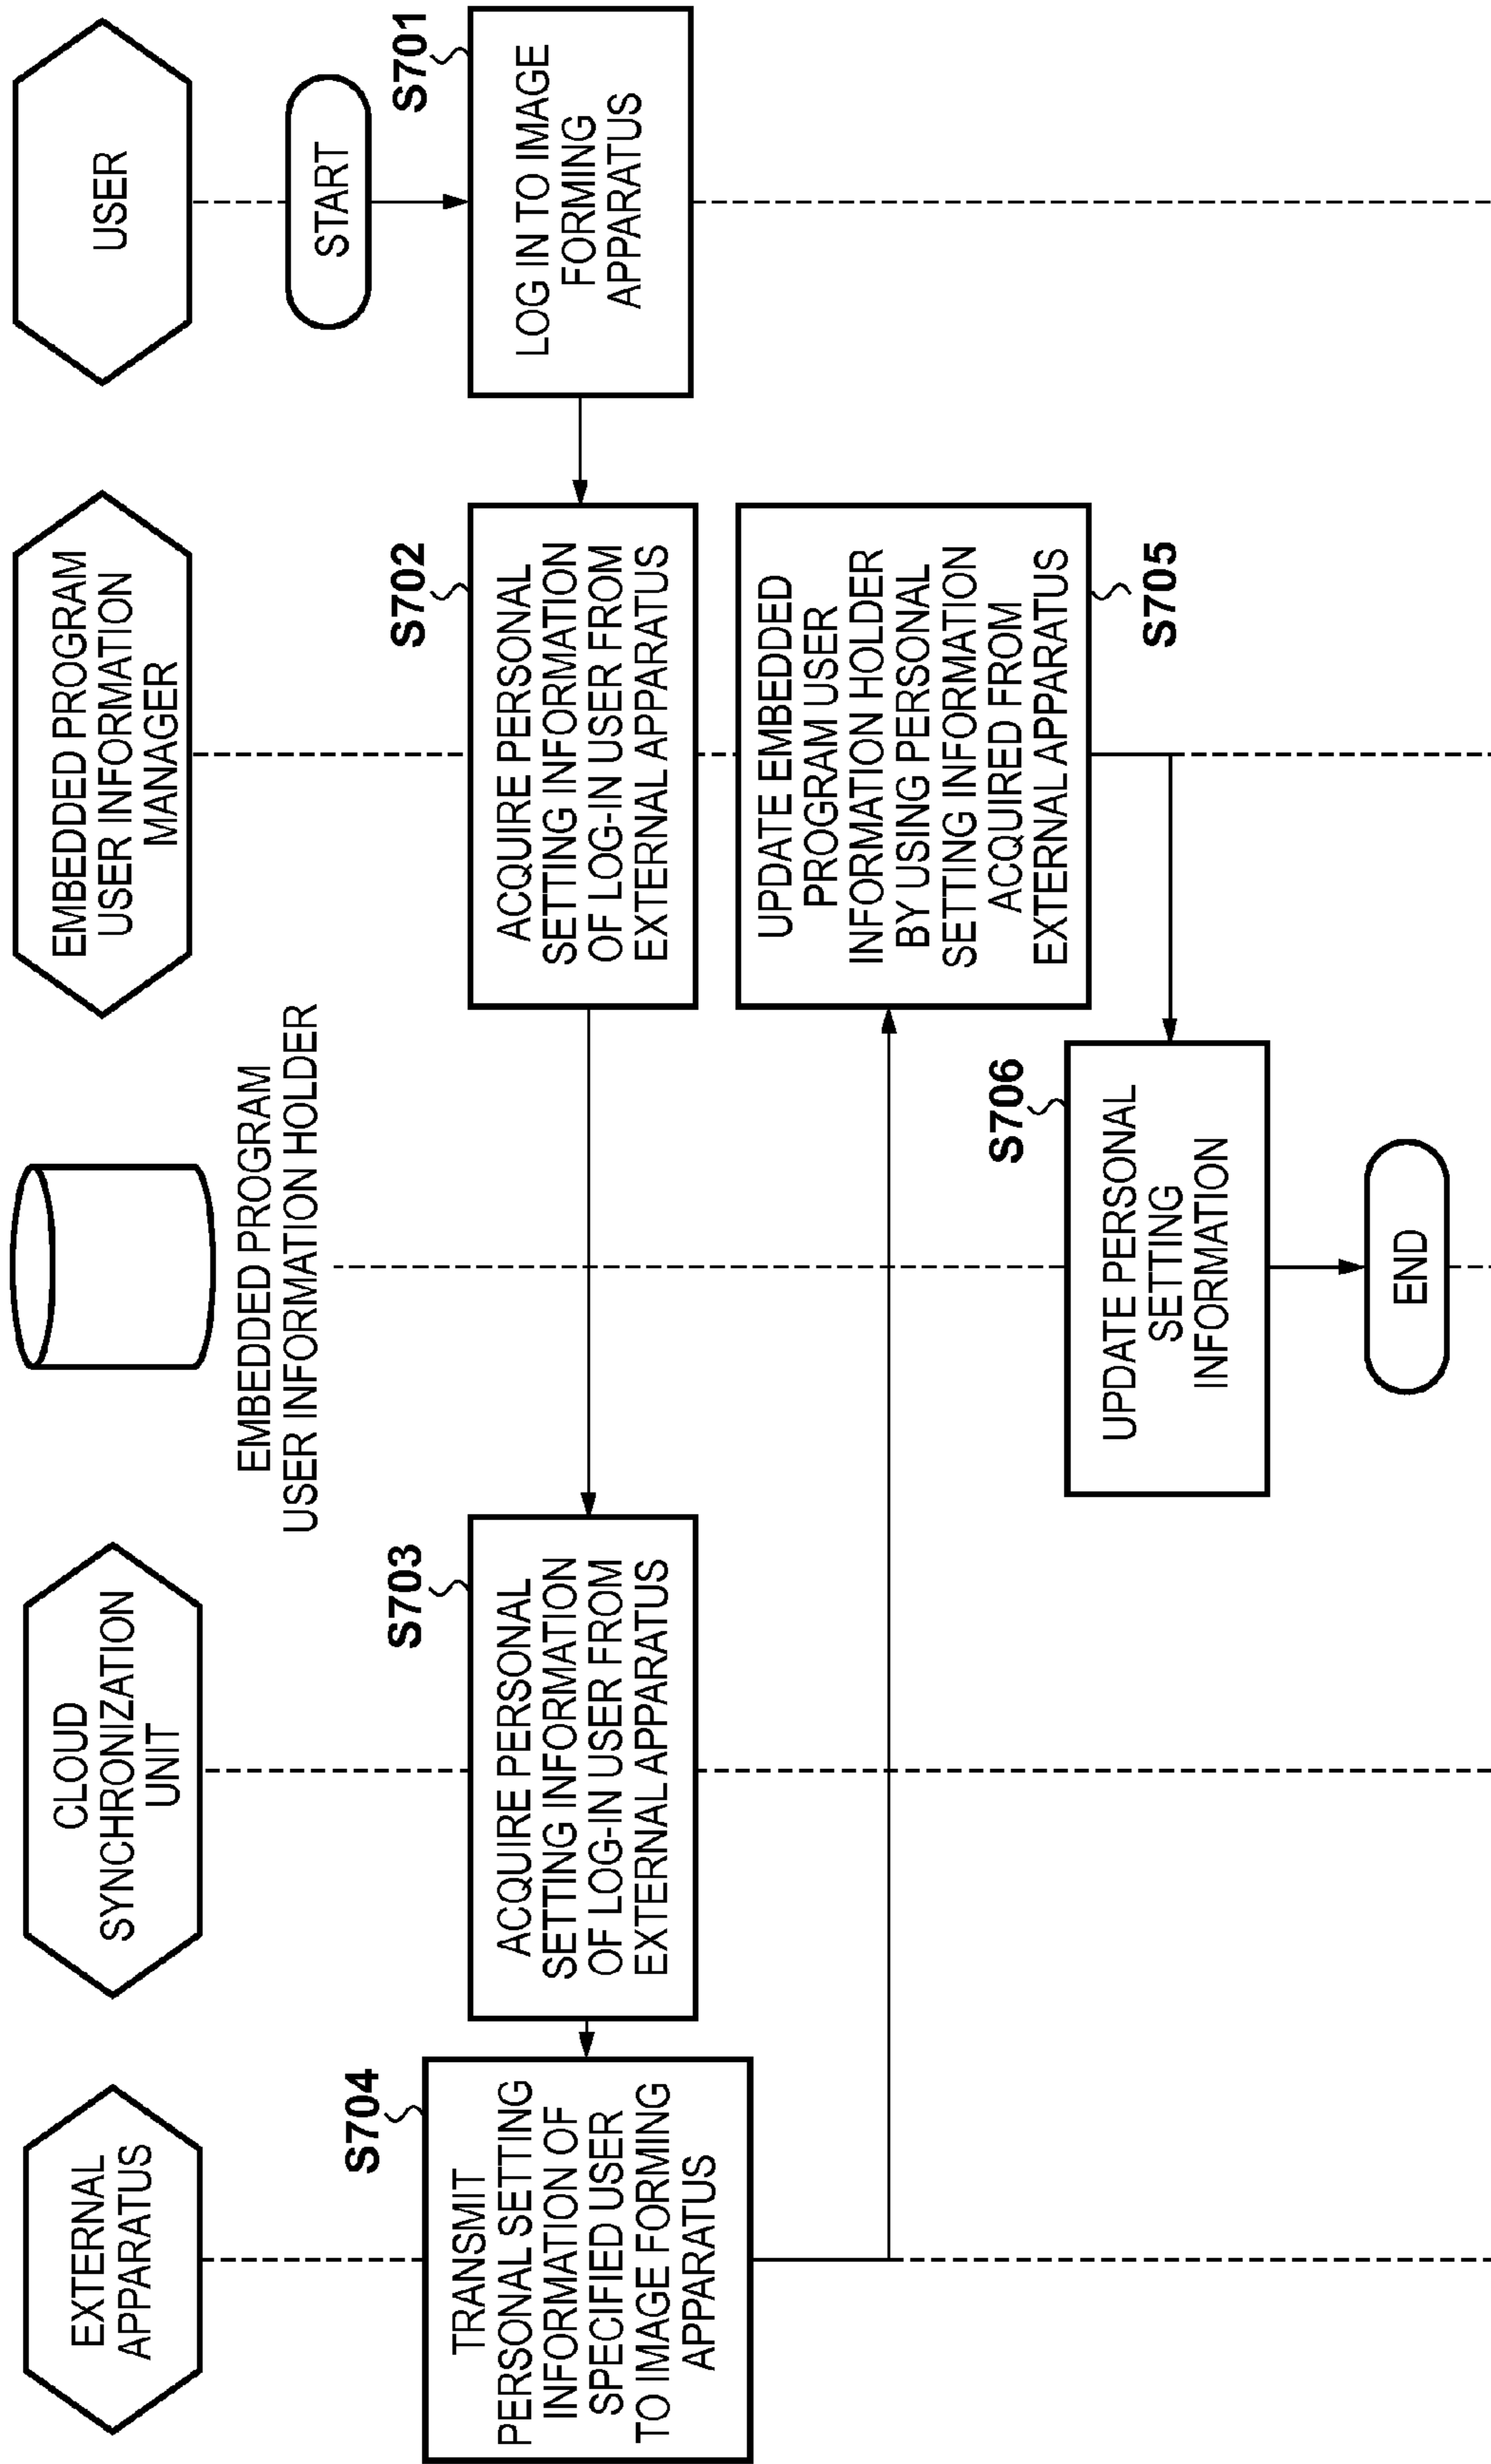 EXTERNAL
APPARATUS
CLOUD
SYNCHRONIZATION
UNIT
EMBEDDED PROGRAM
USER INFORMATION HOLDER
EMBEDDED PROGRAM
USER INFORMATION
MANAGER
USER
START
S701
LOG IN TO IMAGE
FORMING
APPARATUS
S702
ACQUIRE PERSONAL
SETTING INFORMATION
OF LOG-IN USER FROM
EXTERNAL APPARATUS
S703
ACQUIRE PERSONAL
SETTING INFORMATION
OF LOG-IN USER FROM
EXTERNAL APPARATUS
S704
TRANSMIT
PERSONAL SETTING
INFORMATION OF
SPECIFIED USER
TO IMAGE FORMING
APPARATUS
UPDATE EMBEDDED
PROGRAM USER
INFORMATION HOLDER
BY USING PERSONAL
SETTING INFORMATION
ACQUIRED FROM
EXTERNAL APPARATUS
S705
S706
UPDATE PERSONAL
SETTING
INFORMATION
END